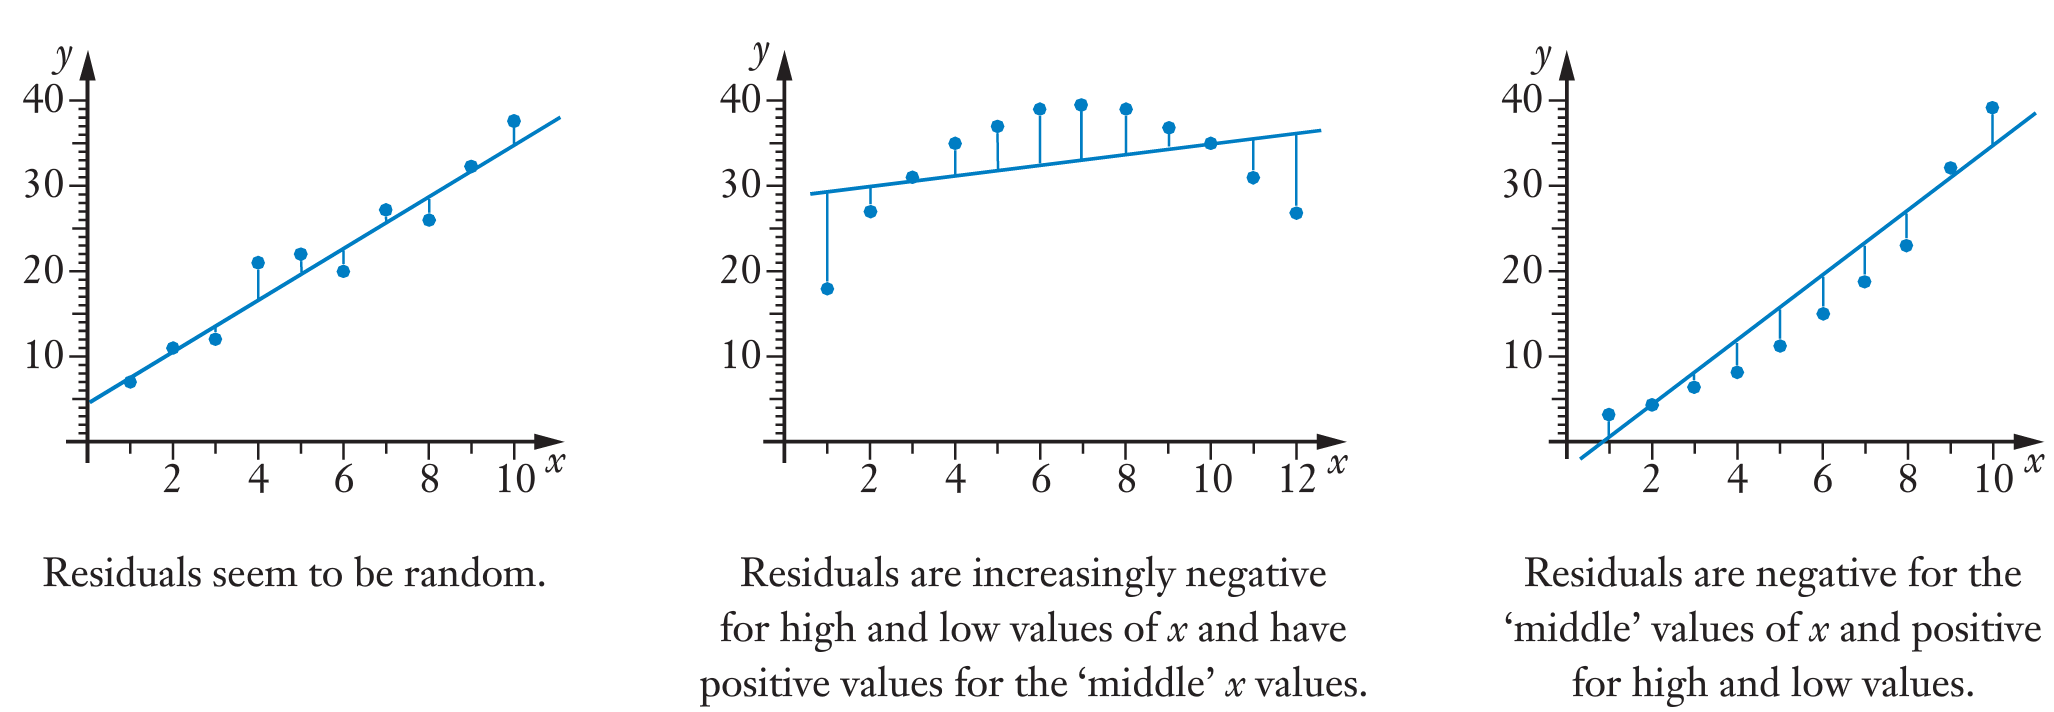 y
40
30
20
10
2 4 6 8 10 x
Residuals seem to be random.
y
40
30
20
10
2 4 6 8 10 12 x
Residuals are increasingly negative
for high and low values of x and have
positive values for the ‘middle’ x values.
y
40
30
20
10
2 4 6 8 10 x
Residuals are negative for the
‘middle’ values of x and positive
for high and low values.